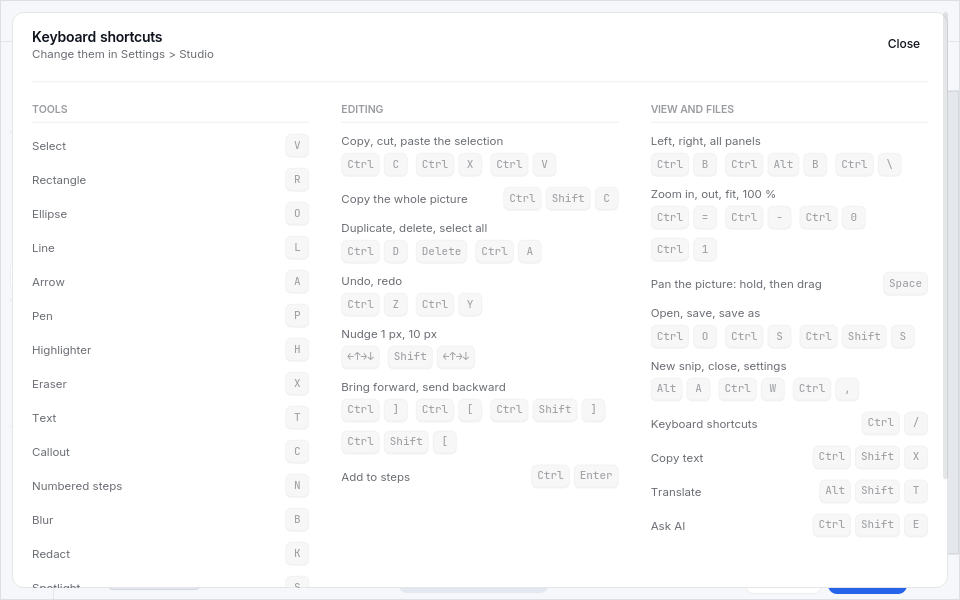 Keyboard shortcuts
Change them in Settings > Studio
Close
TOOLS
Select V
Rectangle R
Ellipse O
Line L
Arrow A
Pen P
Highlighter H
Eraser X
Text T
Callout C
Numbered steps N
Blur B
Redact K
Spotlight S
EDITING
Copy, cut, paste the selection
Ctrl C Ctrl X Ctrl V
Copy the whole picture Ctrl Shift C
Duplicate, delete, select all
Ctrl D Delete Ctrl A
Undo, redo
Ctrl Z Ctrl Y
Nudge 1 px, 10 px
←↑→↓ Shift ←↑→↓
Bring forward, send backward
Ctrl ] Ctrl [ Ctrl Shift ]
Ctrl Shift [
Add to steps Ctrl Enter
VIEW AND FILES
Left, right, all panels
Ctrl B Ctrl Alt B Ctrl \
Zoom in, out, fit, 100 %
Ctrl = Ctrl - Ctrl 0
Ctrl 1
Pan the picture: hold, then drag Space
Open, save, save as
Ctrl O Ctrl S Ctrl Shift S
New snip, close, settings
Alt A Ctrl W Ctrl ,
Keyboard shortcuts Ctrl /
Copy text Ctrl Shift X
Translate Alt Shift T
Ask AI Ctrl Shift E